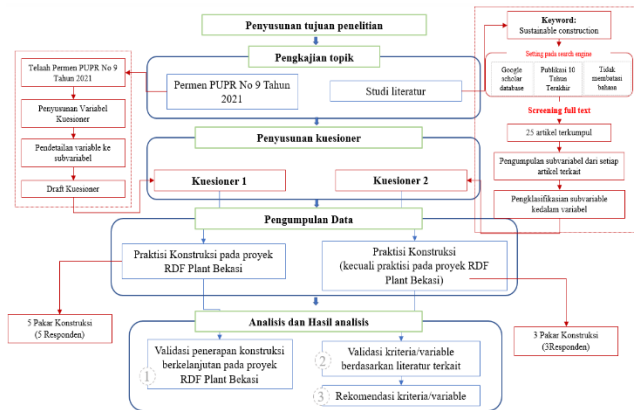 Penyusunan tujuan penelitian
Pengkajian topik
Permen PUPR No 9
Tahun 2021
Studi literatur
Telaah Permen PUPR No 9
Tahun 2021
Penyusunan Variabel
Kuesioner
Pendetailan variable ke
subvariabel
Draft Kuesioner
Keyword:
Sustainable construction
Setting pada search engine
Google
scholar
database
Publikasi 10
Tahun
Terakhir
Tidak
membatasi
bahasa
Screening full text
25 artikel terkumpul
Pengumpulan subvariabel dari setiap
artikel terkait
Pengklasifikasian subvariable
kedalam variabel
Penyusunan kuesioner
Kuesioner 1
Kuesioner 2
Pengumpulan Data
Praktisi Konstruksi pada proyek
RDF Plant Bekasi
Praktisi Konstruksi
(kecuali praktisi pada proyek RDF
Plant Bekasi)
5 Pakar Konstruksi
(5 Responden)
3 Pakar Konstruksi
(3Responden)
Analisis dan Hasil analisis
1
Validasi penerapan konstruksi
berkelanjutan pada proyek
RDF Plant Bekasi
2
Validasi kriteria/variable
berdasarkan literatur terkait
3
Rekomendasi kriteria/variable